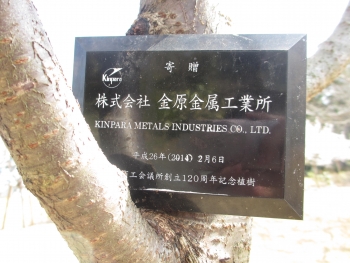 Kinpara
寄贈
株式会社 金原金属工業所
KINPARA METALS INDUSTRIES CO., LTD.
平成26年(2014) 2月6日
工会議所創立120周年記念植樹